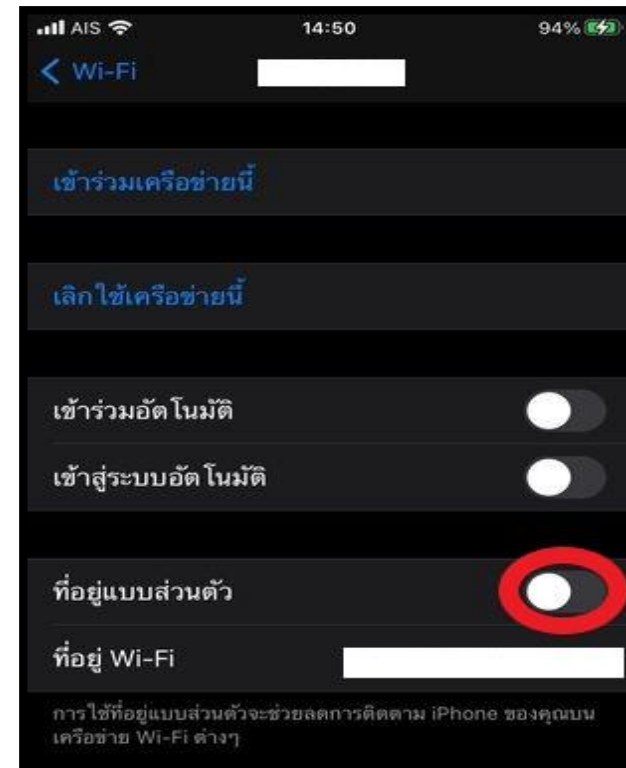 AIS 14:50 94%
Wi-Fi
เข้าร่วมเครือข่ายนี้
เลิกใช้เครือข่ายนี้
เข้าร่วมอัตโนมัติ
เข้าสู่ระบบอัตโนมัติ
ที่อยู่แบบส่วนตัว
ที่อยู่ Wi-Fi
การใช้ที่อยู่แบบส่วนตัวจะช่วยลดการติดตาม iPhone ของคุณบน
เครือข่าย Wi-Fi ต่างๆ